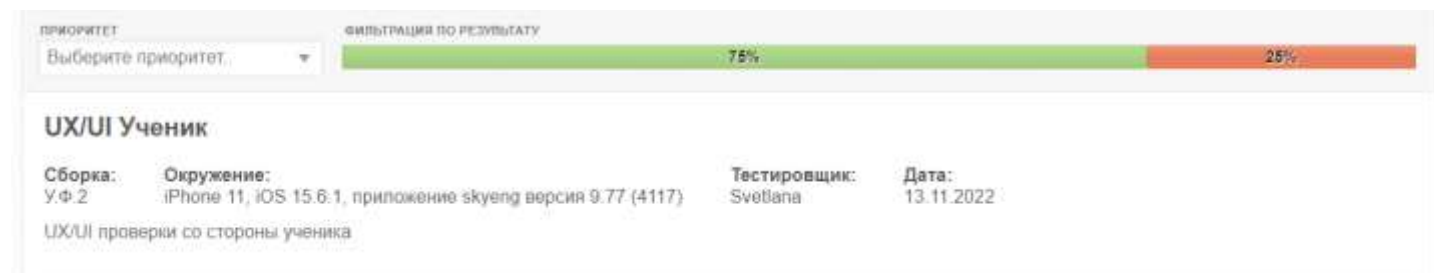 ПРИОРИТЕТ ФИЛЬТРАЦИЯ ПО РЕЗУЛЬТАТУ
Выберите приоритет... 75% 25%
UX/UI Ученик
Сборка: Окружение: Тестировщик: Дата:
У.Ф.2 iPhone 11, iOS 15.6.1, приложение skyeng версия 9.77 (4117) Svetlana 13.11.2022
UX/UI проверки со стороны ученика